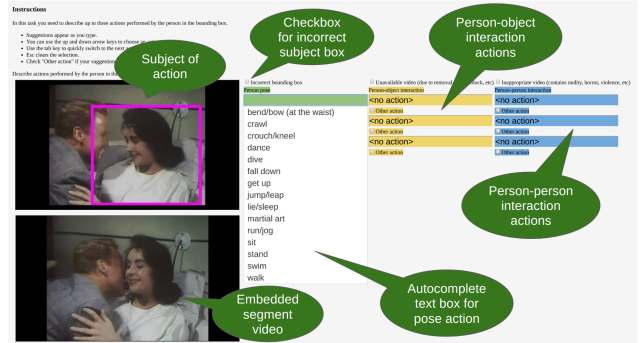 Instructions
In this task you need to describe up to three actions performed by the person in the bounding box.
Suggestions appear as you type.
You can use the up and down arrow keys to choose an
Use the tab key to quickly switch to the next
Esc clears the selection.
Check "Other action" if your suggestion
Describe actions performed by the person in the
Subject of
action
Checkbox
for incorrect
subject box
Person-object
interaction
actions
Incorrect bounding box
Unavailable video (due to removal, etc)
Inappropriate video (contains nudity, horror, violence, etc)
Person pose
Person-object interaction
Person-person interaction
<no action>
<no action>
Other action
Other action
<no action>
<no action>
Other action
Other action
<no action>
<no action>
Other action
Other action
bend/bow (at the waist)
crawl
crouch/kneel
dance
dive
fall down
get up
jump/leap
lie/sleep
martial art
run/jog
sit
stand
swim
walk
Person-person
interaction
actions
Autocomplete
text box for
pose action
Embedded
segment
video